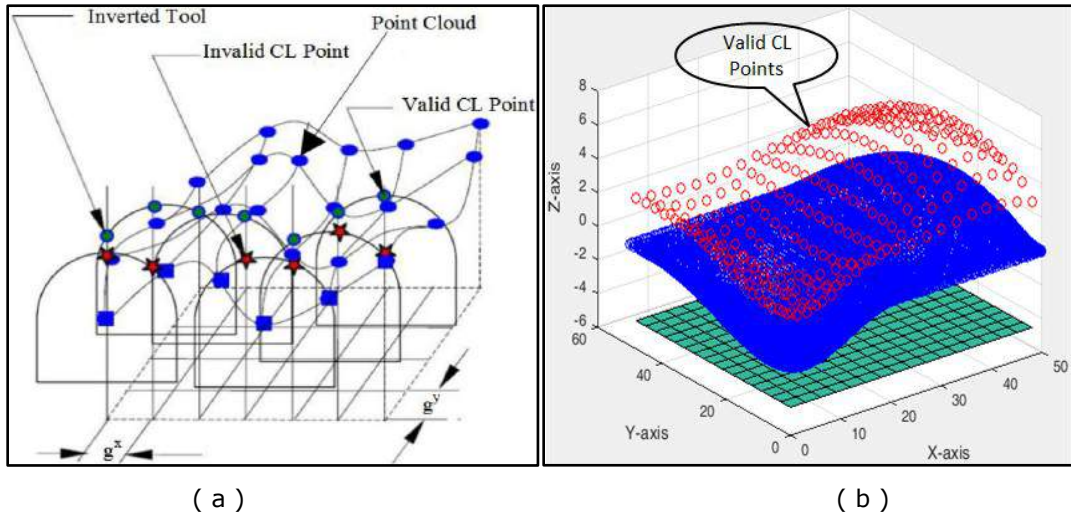 Inverted Tool
Point Cloud
Invalid CL Point
Valid CL Point
g^x
g^y
( a )
Valid CL
Points
8
6
4
2
0
-2
-4
-6
Z-axis
60
40
20
0
Y-axis
0
10
20
30
40
50
X-axis
( b )